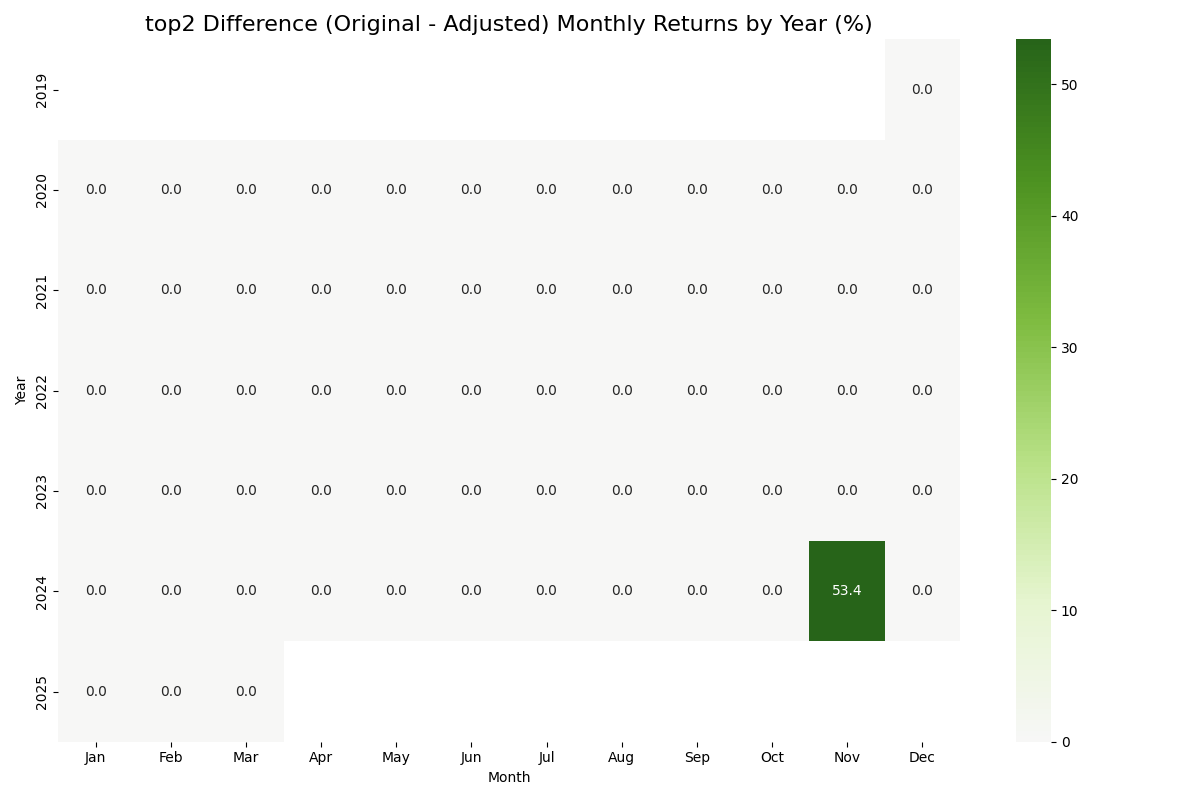 top2 Difference (Original - Adjusted) Monthly Returns by Year (%)
2019 0.0
2020 0.0 0.0 0.0 0.0 0.0 0.0 0.0 0.0 0.0 0.0 0.0 0.0
2021 0.0 0.0 0.0 0.0 0.0 0.0 0.0 0.0 0.0 0.0 0.0 0.0
2022 0.0 0.0 0.0 0.0 0.0 0.0 0.0 0.0 0.0 0.0 0.0 0.0
2023 0.0 0.0 0.0 0.0 0.0 0.0 0.0 0.0 0.0 0.0 0.0 0.0
2024 0.0 0.0 0.0 0.0 0.0 0.0 0.0 0.0 0.0 0.0 53.4 0.0
2025 0.0 0.0 0.0
Year
Jan Feb Mar Apr May Jun Jul Aug Sep Oct Nov Dec
Month
50
40
30
20
10
0